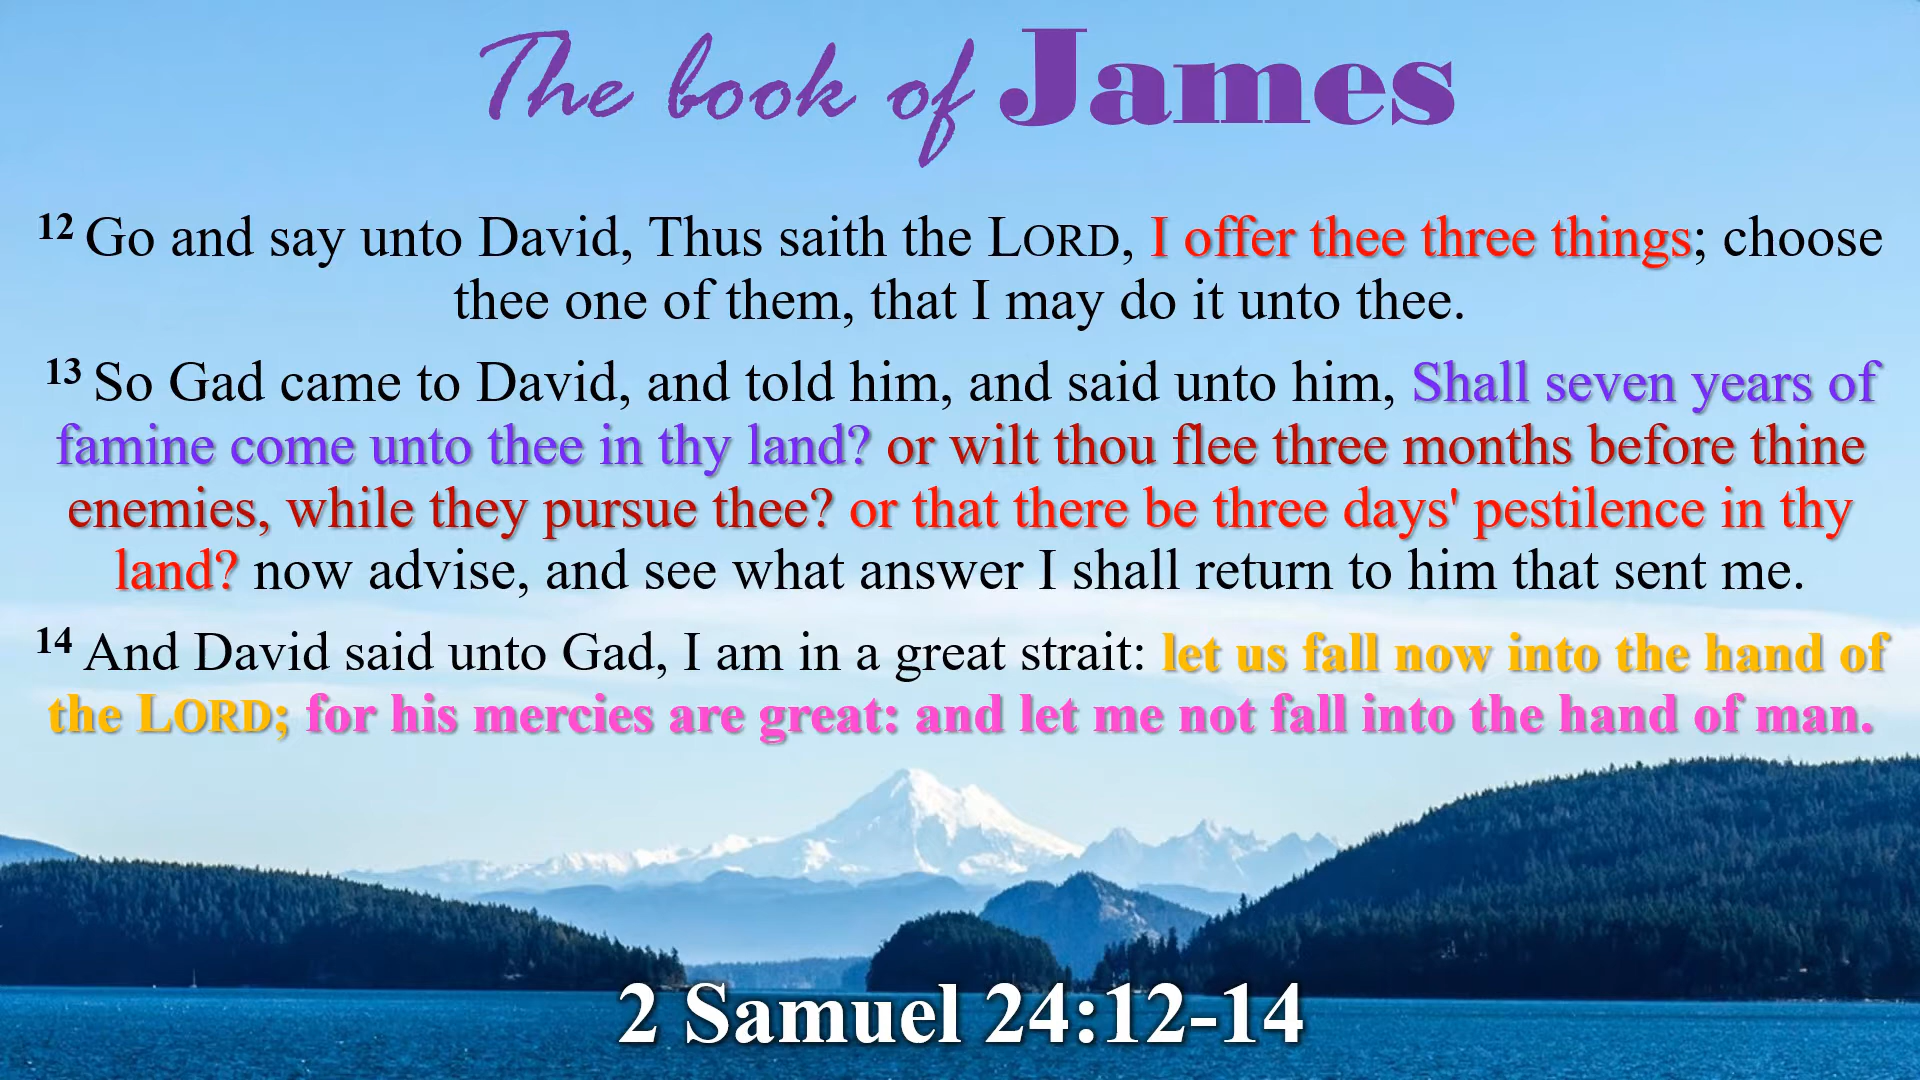 The book of James
12 Go and say unto David, Thus saith the LORD, I offer thee three things; choose
thee one of them, that I may do it unto thee.
13 So Gad came to David, and told him, and said unto him, Shall seven years of
famine come unto thee in thy land? or wilt thou flee three months before thine
enemies, while they pursue thee? or that there be three days' pestilence in thy
land? now advise, and see what answer I shall return to him that sent me.
14 And David said unto Gad, I am in a great strait: let us fall now into the hand of
the LORD; for his mercies are great: and let me not fall into the hand of man.
2 Samuel 24:12-14